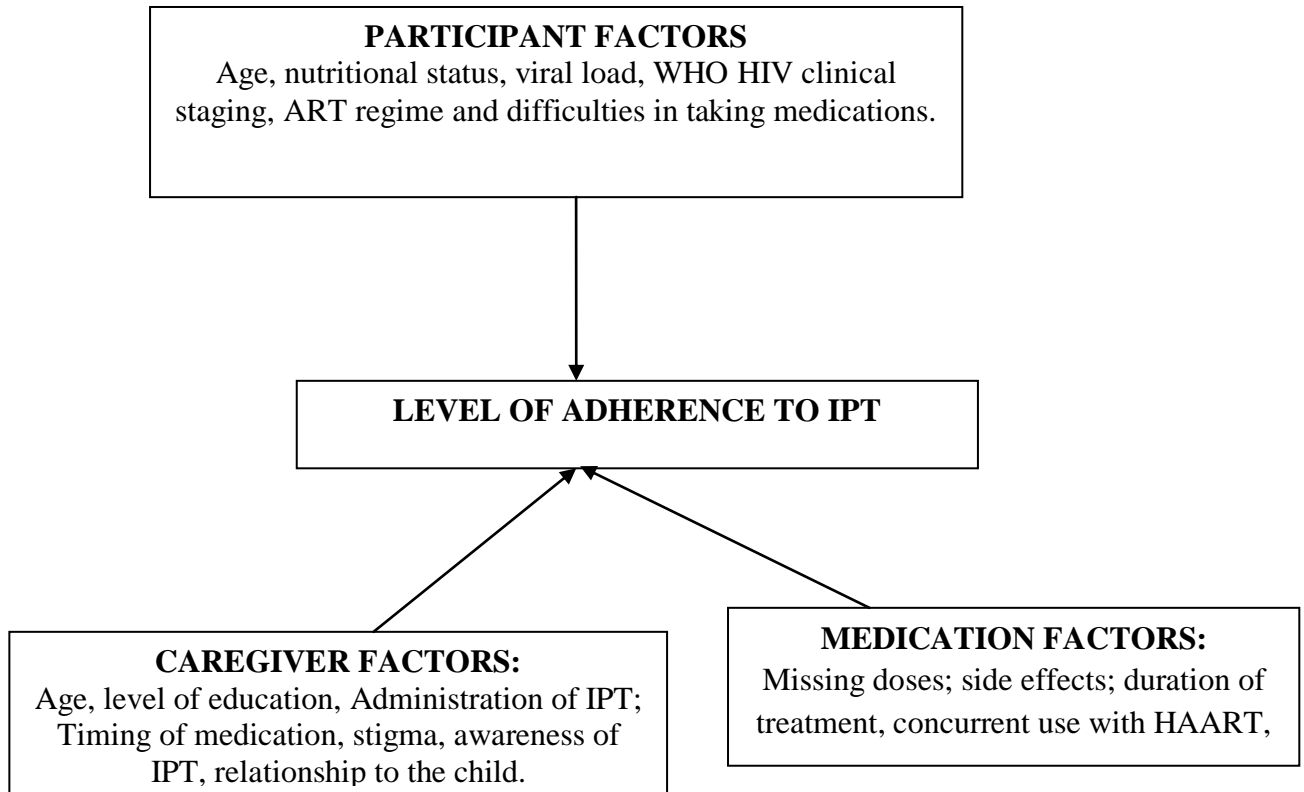 PARTICIPANT FACTORS
Age, nutritional status, viral load, WHO HIV clinical
staging, ART regime and difficulties in taking medications.
LEVEL OF ADHERENCE TO IPT
CAREGIVER FACTORS:
Age, level of education, Administration of IPT;
Timing of medication, stigma, awareness of
IPT, relationship to the child.
MEDICATION FACTORS:
Missing doses; side effects; duration of
treatment, concurrent use with HAART,